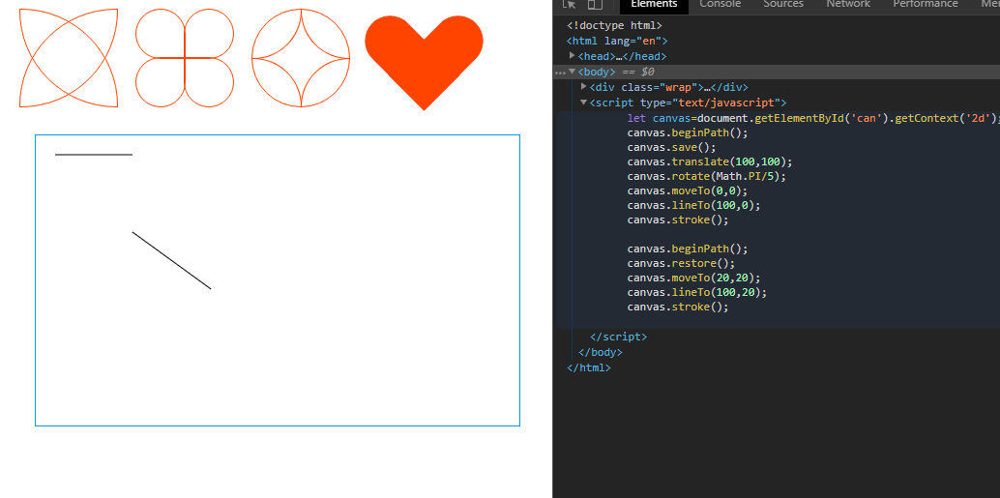 Elements Console Sources Network Performance
<!doctype html>
<html lang="en">
<head>…</head>
<body> == $0
<div class="wrap">…</div>
<script type="text/javascript">
let canvas=document.getElementById('can').getContext('2d');
canvas.beginPath();
canvas.save();
canvas.translate(100,100);
canvas.rotate(Math.PI/5);
canvas.moveTo(0,0);
canvas.lineTo(100,0);
canvas.stroke();
canvas.beginPath();
canvas.restore();
canvas.moveTo(20,20);
canvas.lineTo(100,20);
canvas.stroke();
</script>
</body>
</html>